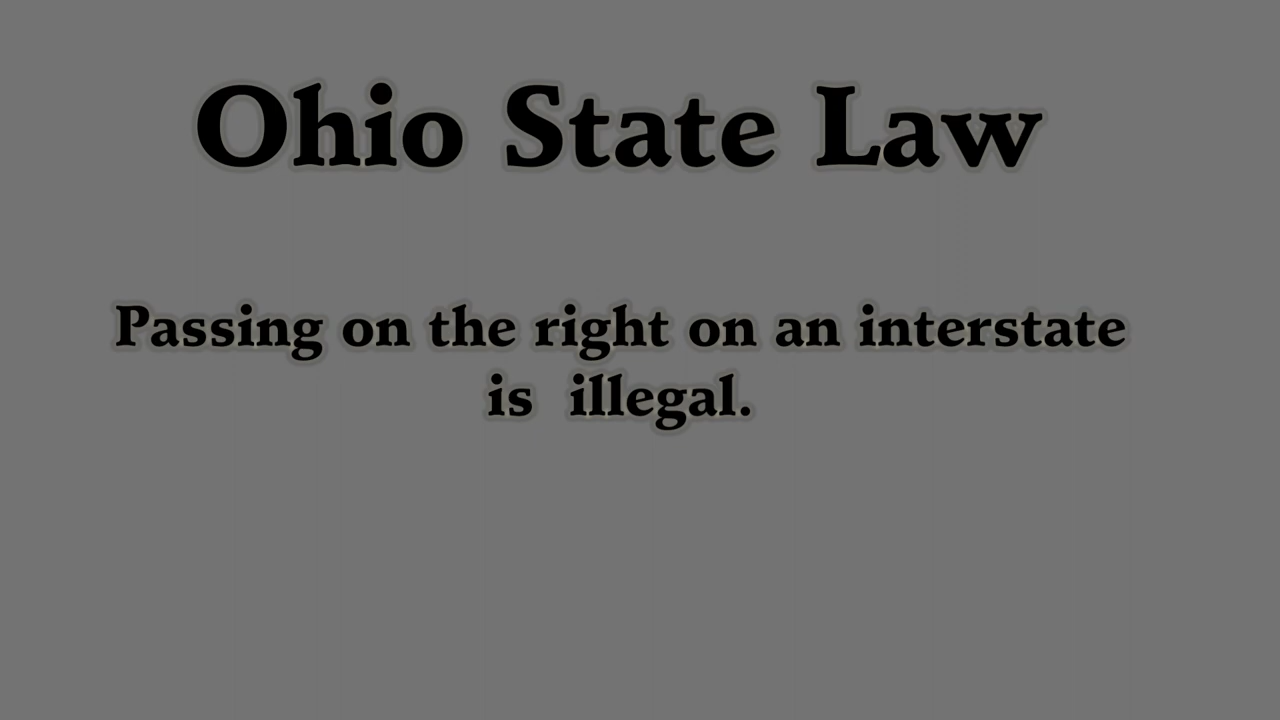 Ohio State Law
Passing on the right on an interstate
is illegal.